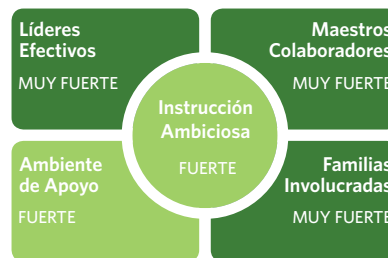 Líderes
Efectivos
MUY FUERTE
Maestros
Colaboradores
MUY FUERTE
Instrucción
Ambiciosa
FUERTE
Ambiente
de Apoyo
FUERTE
Familias
Involucradas
MUY FUERTE